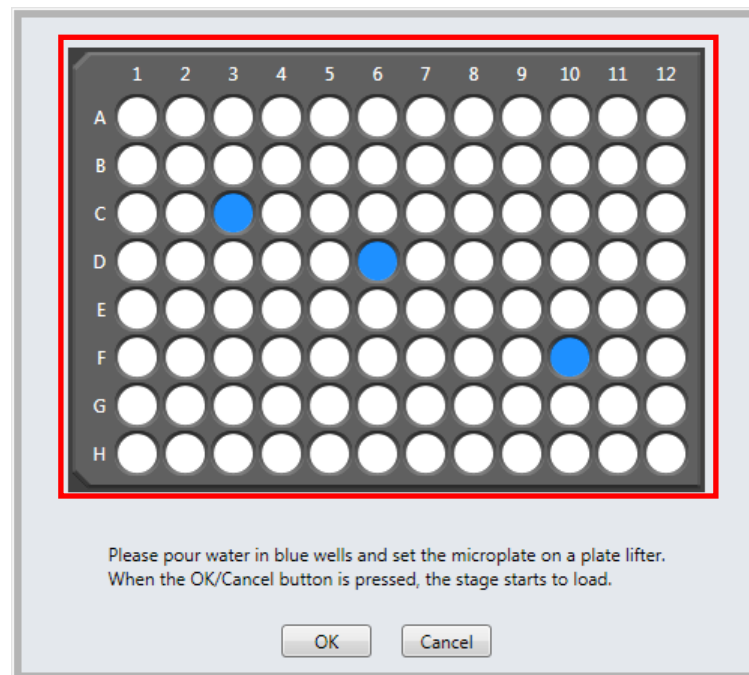 1 2 3 4 5 6 7 8 9 10 11 12
A
B
C
D
E
F
G
H
Please pour water in blue wells and set the microplate on a plate lifter.
When the OK/Cancel button is pressed, the stage starts to load.
OK Cancel